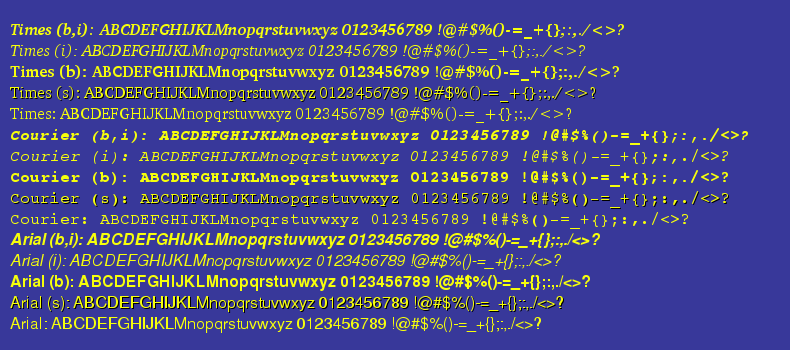 Times (b,i): ABCDEFGHIJKLMnopqrstuvwxyz 0123456789 !@#$%()-=_+{};:,./<>?
Times (i): ABCDEFGHIJKLMnopqrstuvwxyz 0123456789 !@#$%()-=_+{};:,./<>?
Times (b): ABCDEFGHIJKLMnopqrstuvwxyz 0123456789 !@#$%()-=_+{};:,./<>?
Times (s): ABCDEFGHIJKLMnopqrstuvwxyz 0123456789 !@#$%()-=_+{};:,./<>?
Times: ABCDEFGHIJKLMnopqrstuvwxyz 0123456789 !@#$%()-=_+{};:,./<>?
Courier (b,i): ABCDEFGHIJKLMnopqrstuvwxyz 0123456789 !@#$%()-=_+{};:,./<>?
Courier (i): ABCDEFGHIJKLMnopqrstuvwxyz 0123456789 !@#$%()-=_+{};:,./<>?
Courier (b): ABCDEFGHIJKLMnopqrstuvwxyz 0123456789 !@#$%()-=_+{};:,./<>?
Courier (s): ABCDEFGHIJKLMnopqrstuvwxyz 0123456789 !@#$%()-=_+{};:,./<>?
Courier: ABCDEFGHIJKLMnopqrstuvwxyz 0123456789 !@#$%()-=_+{};:,./<>?
Arial (b,i): ABCDEFGHIJKLMnopqrstuvwxyz 0123456789 !@#$%()-=_+{};:,./<>?
Arial (i): ABCDEFGHIJKLMnopqrstuvwxyz 0123456789 !@#$%()-=_+{};:,./<>?
Arial (b): ABCDEFGHIJKLMnopqrstuvwxyz 0123456789 !@#$%()-=_+{};:,./<>?
Arial (s): ABCDEFGHIJKLMnopqrstuvwxyz 0123456789 !@#$%()-=_+{};:,./<>?
Arial: ABCDEFGHIJKLMnopqrstuvwxyz 0123456789 !@#$%()-=_+{};:,./<>?